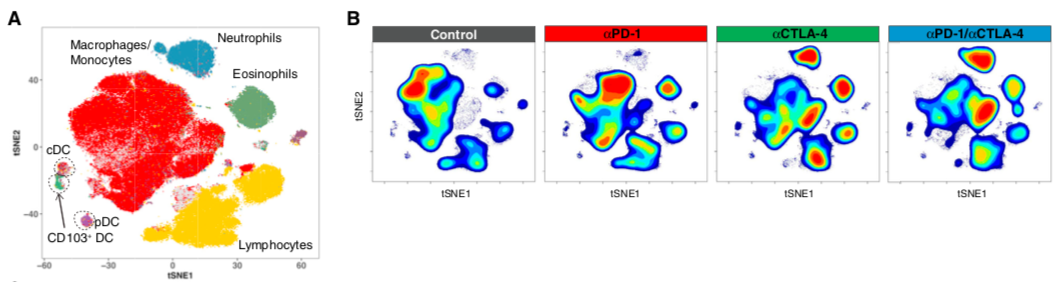 A
Macrophages/
Monocytes
Neutrophils
Eosinophils
cDC
pDC
CD103+ DC
Lymphocytes
tSNE2
40
0
−40
−60
−30
0
30
60
tSNE1
B
Control
αPD-1
αCTLA-4
αPD-1/αCTLA-4
tSNE2
tSNE1
tSNE1
tSNE1
tSNE1